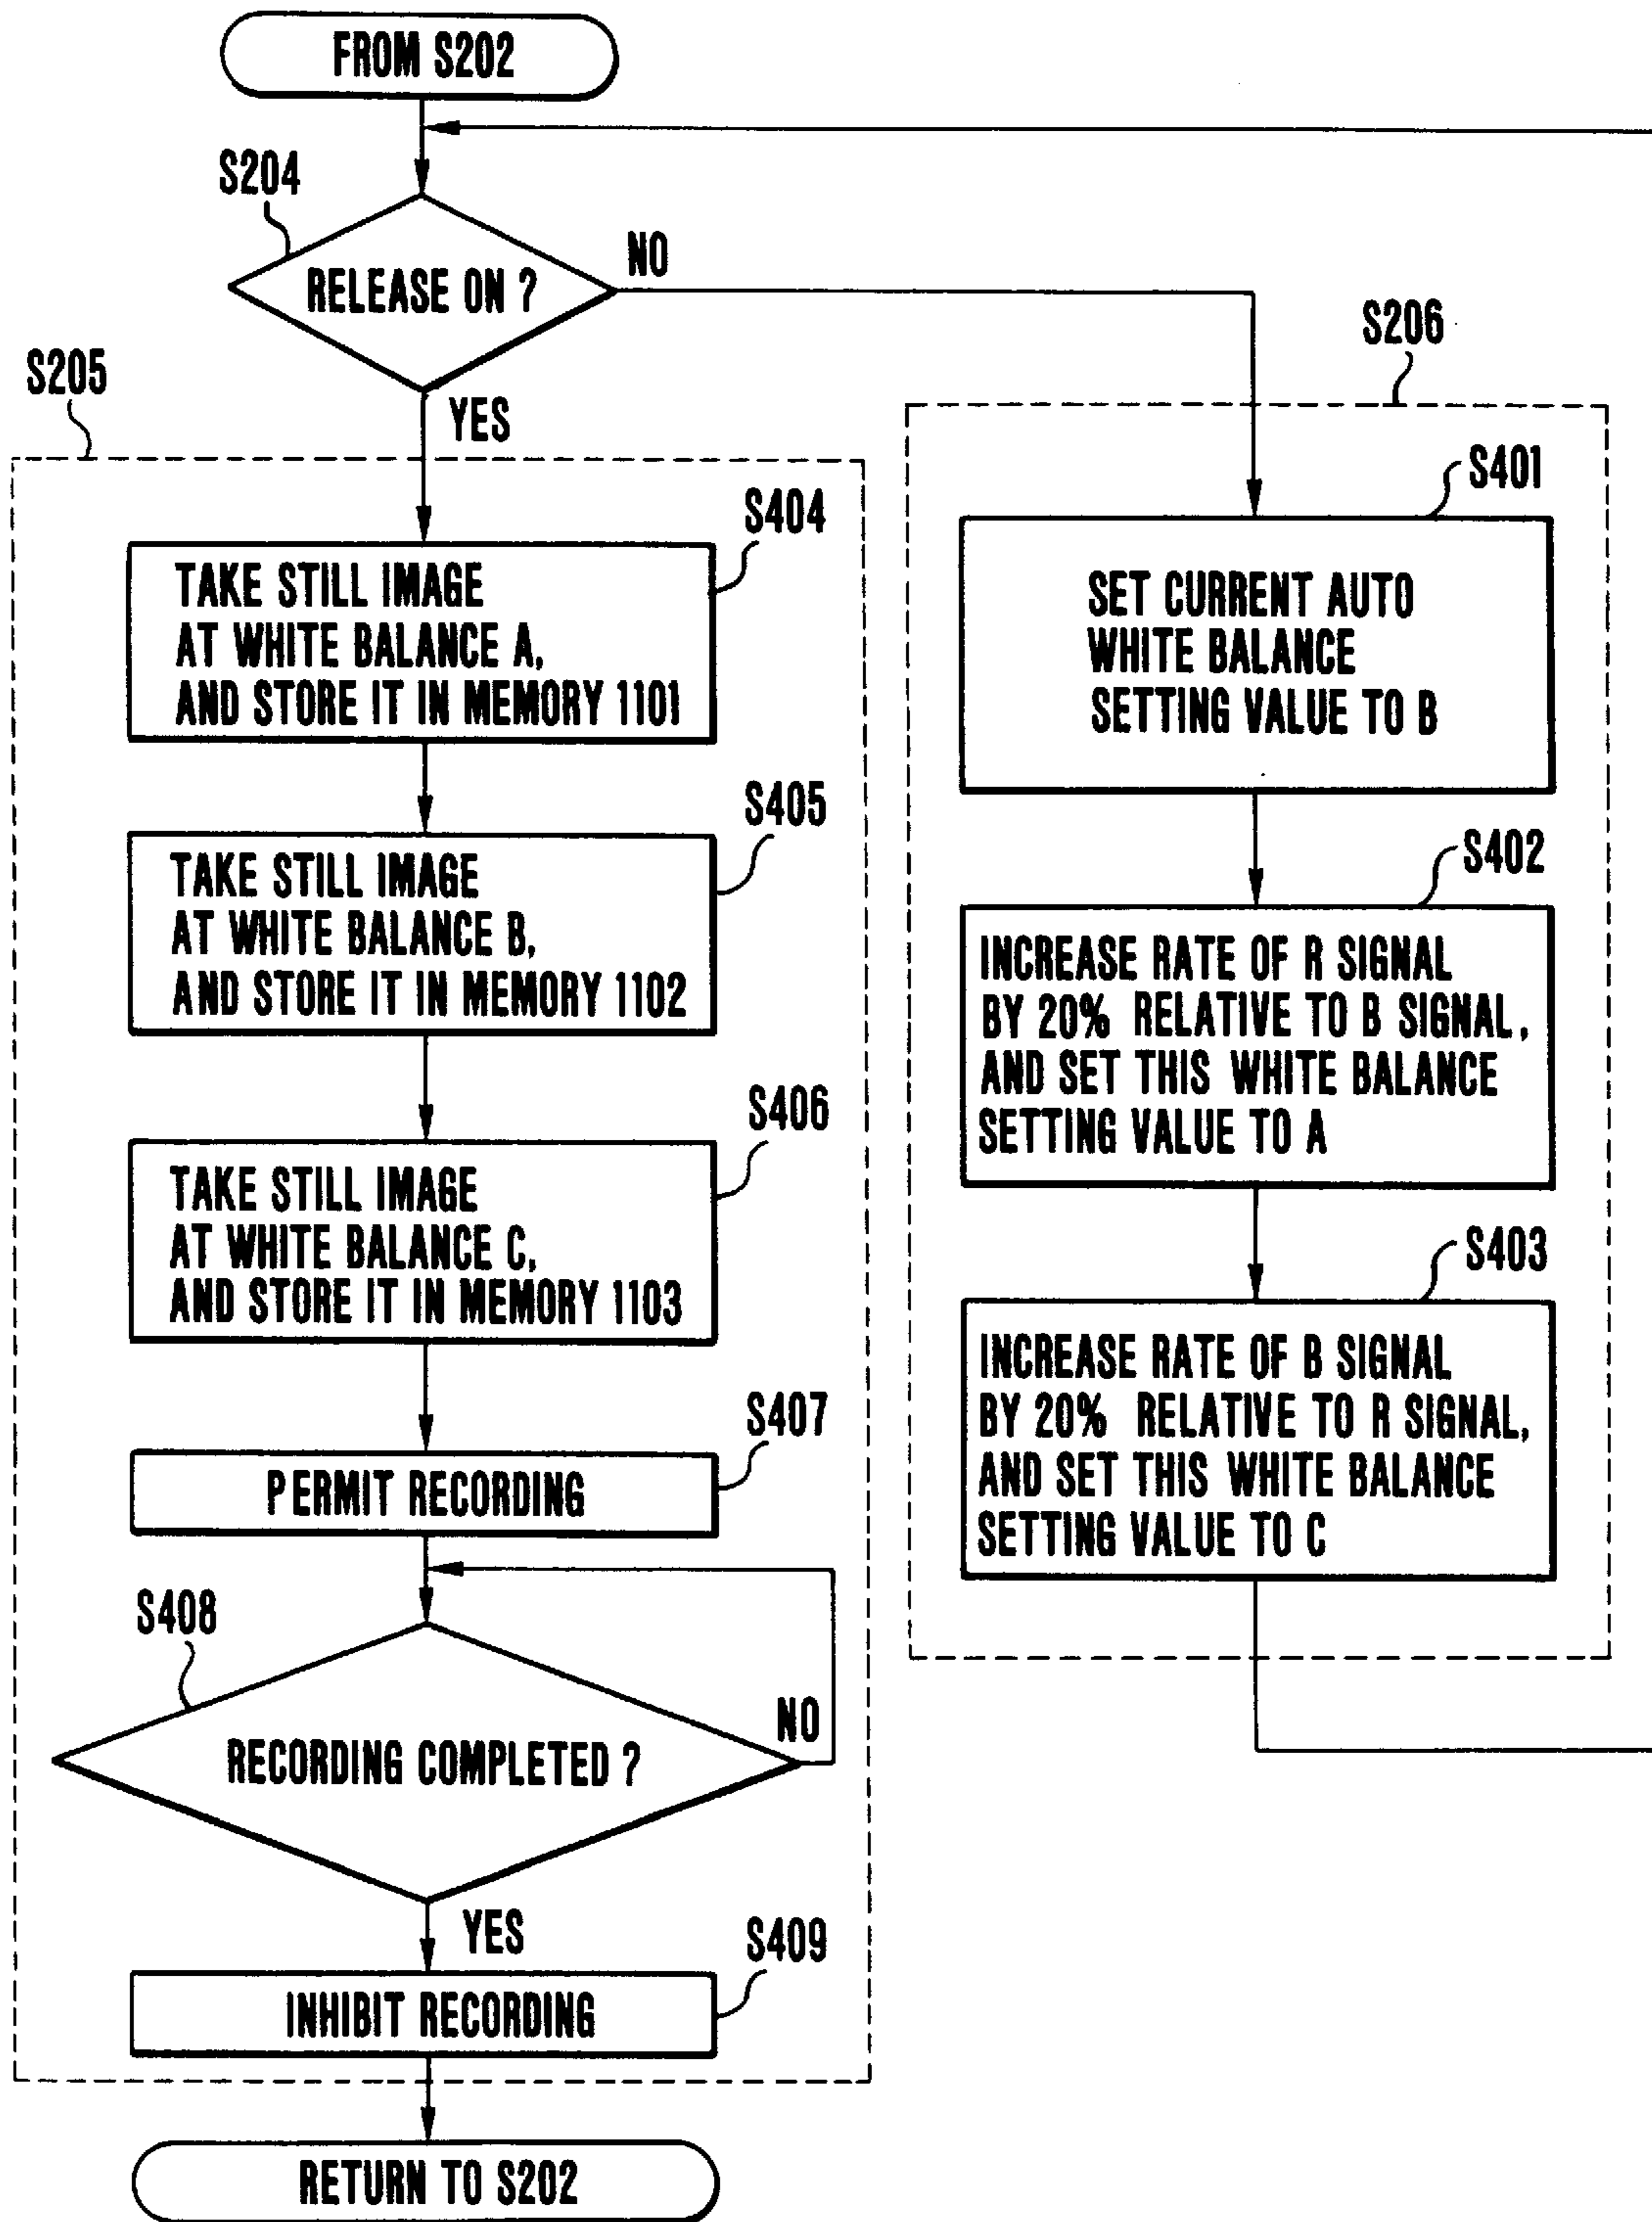 FROM S202
S204
RELEASE ON ?
NO
YES
S205
S404
TAKE STILL IMAGE
AT WHITE BALANCE A,
AND STORE IT IN MEMORY 1101
S405
TAKE STILL IMAGE
AT WHITE BALANCE B,
AND STORE IT IN MEMORY 1102
S406
TAKE STILL IMAGE
AT WHITE BALANCE C,
AND STORE IT IN MEMORY 1103
S407
PERMIT RECORDING
S408
RECORDING COMPLETED ?
NO
YES
S409
INHIBIT RECORDING
RETURN TO S202
S206
S401
SET CURRENT AUTO
WHITE BALANCE
SETTING VALUE TO B
S402
INCREASE RATE OF R SIGNAL
BY 20% RELATIVE TO B SIGNAL,
AND SET THIS WHITE BALANCE
SETTING VALUE TO A
S403
INCREASE RATE OF B SIGNAL
BY 20% RELATIVE TO R SIGNAL,
AND SET THIS WHITE BALANCE
SETTING VALUE TO C